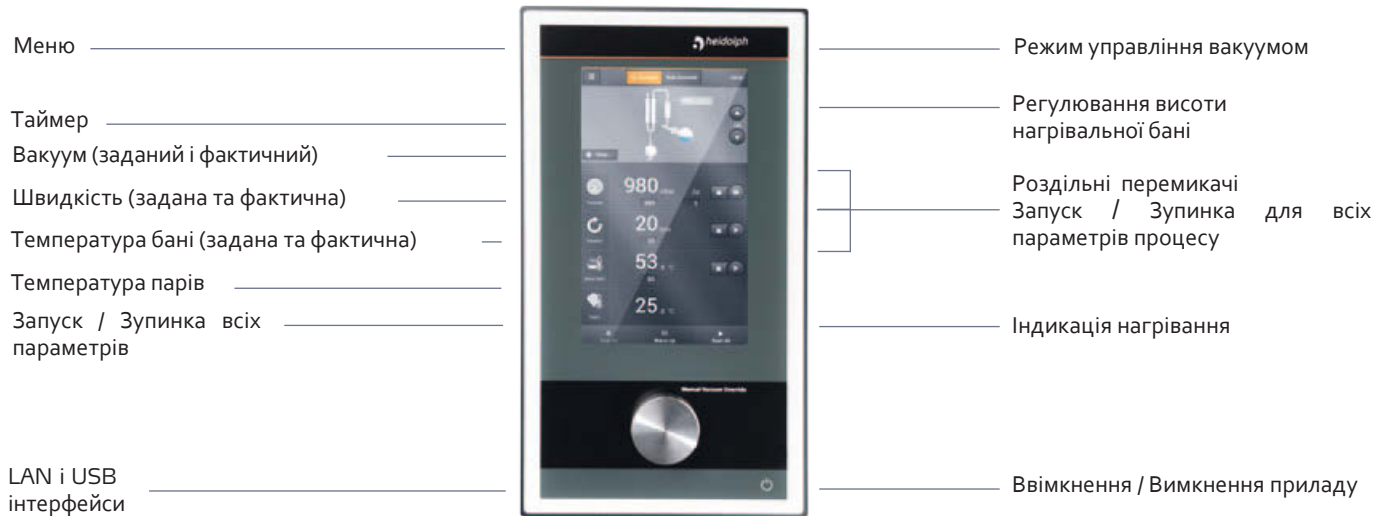 Меню
Таймер
Вакуум (заданий і фактичний)
Швидкість (задана та фактична)
Температура бані (задана та фактична)
Температура парів
Запуск / Зупинка всіх
параметрів
LAN і USB
інтерфейси
heidolph
980
20
53
25
Manual Vacuum Override
Режим управління вакуумом
Регулювання висоти
нагрівальної бані
Роздільні перемикачі
Запуск / Зупинка для всіх
параметрів процесу
Індикація нагрівання
Ввімкнення / Вимкнення приладу